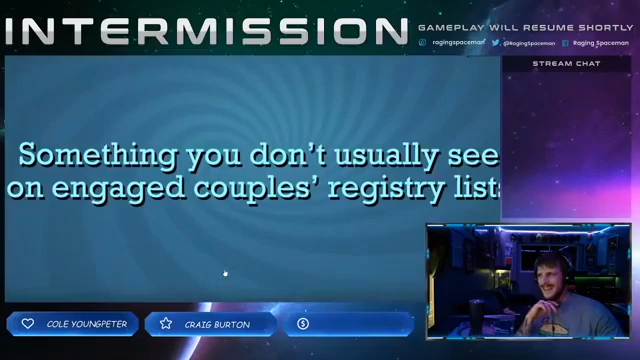 INTERMISSION
GAMEPLAY WILL RESUME SHORTLY
ragingspaceman
@RagingSpaceman
Raging Spaceman
STREAM CHAT
Something you don't usually see
on engaged couples' registry lists
COLE YOUNGPETER
CRAIG BURTON